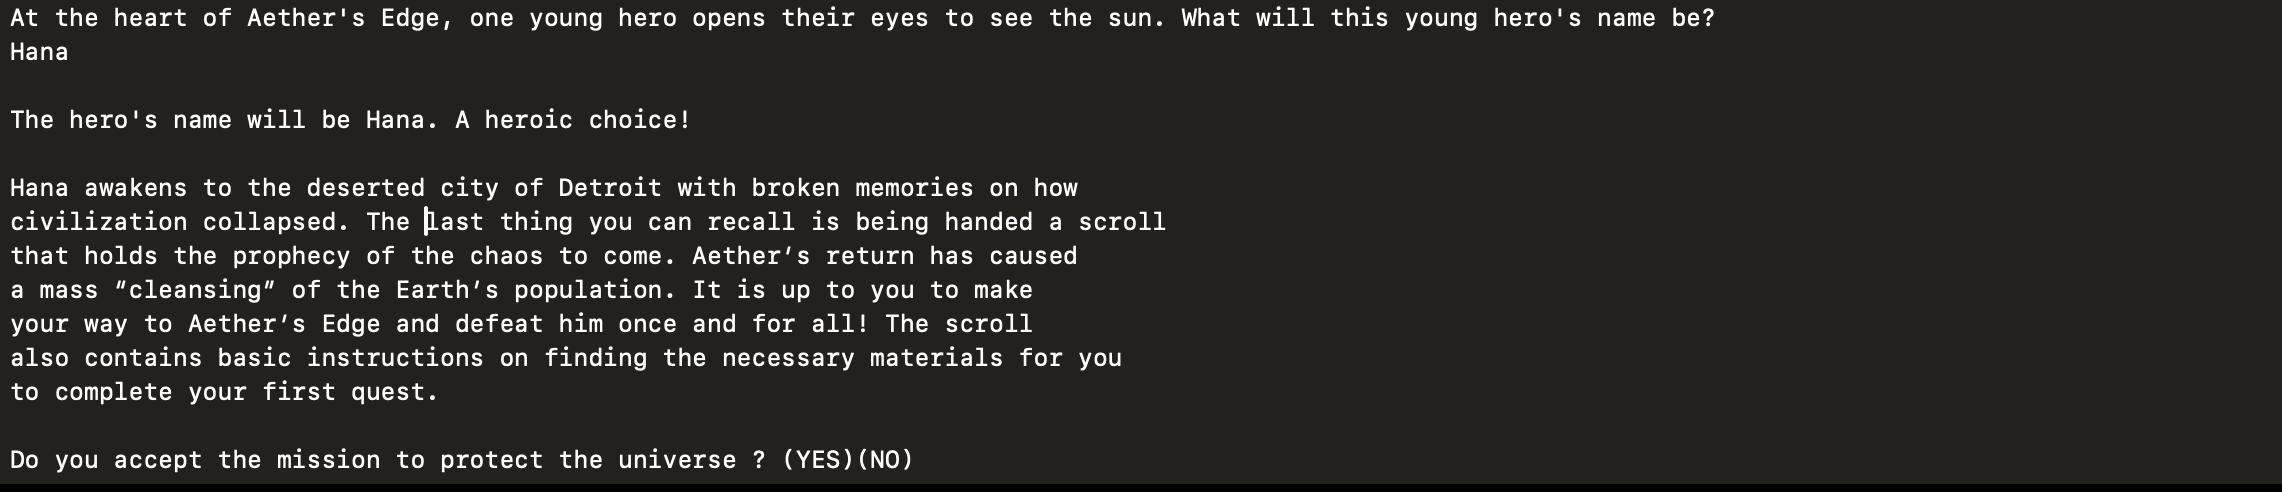 At the heart of Aether's Edge, one young hero opens their eyes to see the sun. What will this young hero's name be?
Hana
The hero's name will be Hana. A heroic choice!
Hana awakens to the deserted city of Detroit with broken memories on how
civilization collapsed. The last thing you can recall is being handed a scroll
that holds the prophecy of the chaos to come. Aether’s return has caused
a mass “cleansing” of the Earth’s population. It is up to you to make
your way to Aether’s Edge and defeat him once and for all! The scroll
also contains basic instructions on finding the necessary materials for you
to complete your first quest.
Do you accept the mission to protect the universe ? (YES)(NO)